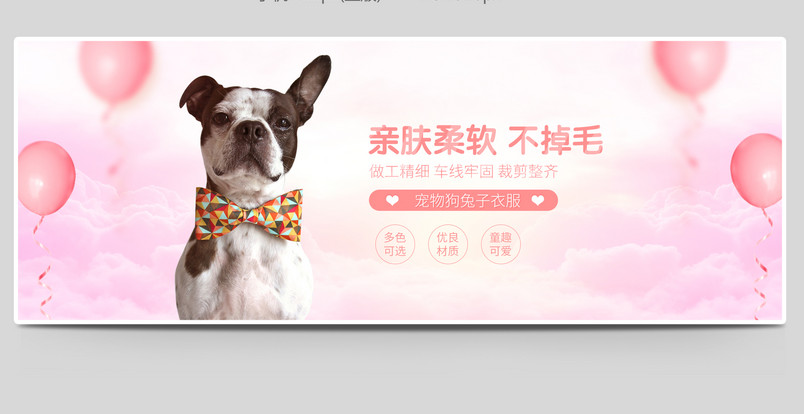 亲肤柔软 不掉毛
做工精细 车线牢固 裁剪整齐
宠物狗兔子衣服
多色
可选
优良
材质
童趣
可爱